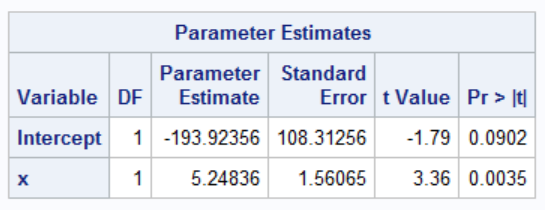 Parameter Estimates
Variable DF Parameter Estimate Standard Error t Value Pr > |t|
Intercept 1 -193.92356 108.31256 -1.79 0.0902
x 1 5.24836 1.56065 3.36 0.0035